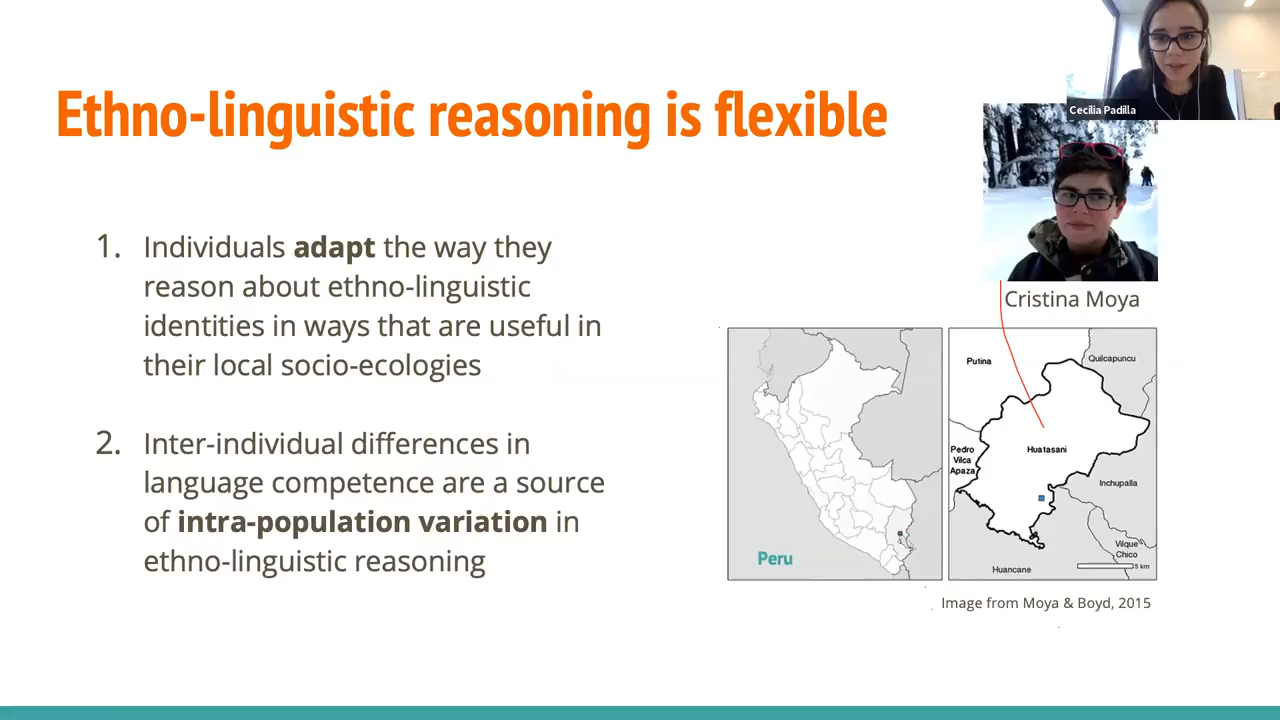 Ethno-linguistic reasoning is flexible
Cecilia Padilla
1. Individuals adapt the way they
reason about ethno-linguistic
identities in ways that are useful in
their local socio-ecologies
2. Inter-individual differences in
language competence are a source
of intra-population variation in
ethno-linguistic reasoning
Cristina Moya
Peru
Putina
Quilcapuncu
Huatasani
Pedro
Vilca
Apaza
Inchupalla
Vilque
Chico
Huancane
5 km
Image from Moya & Boyd, 2015